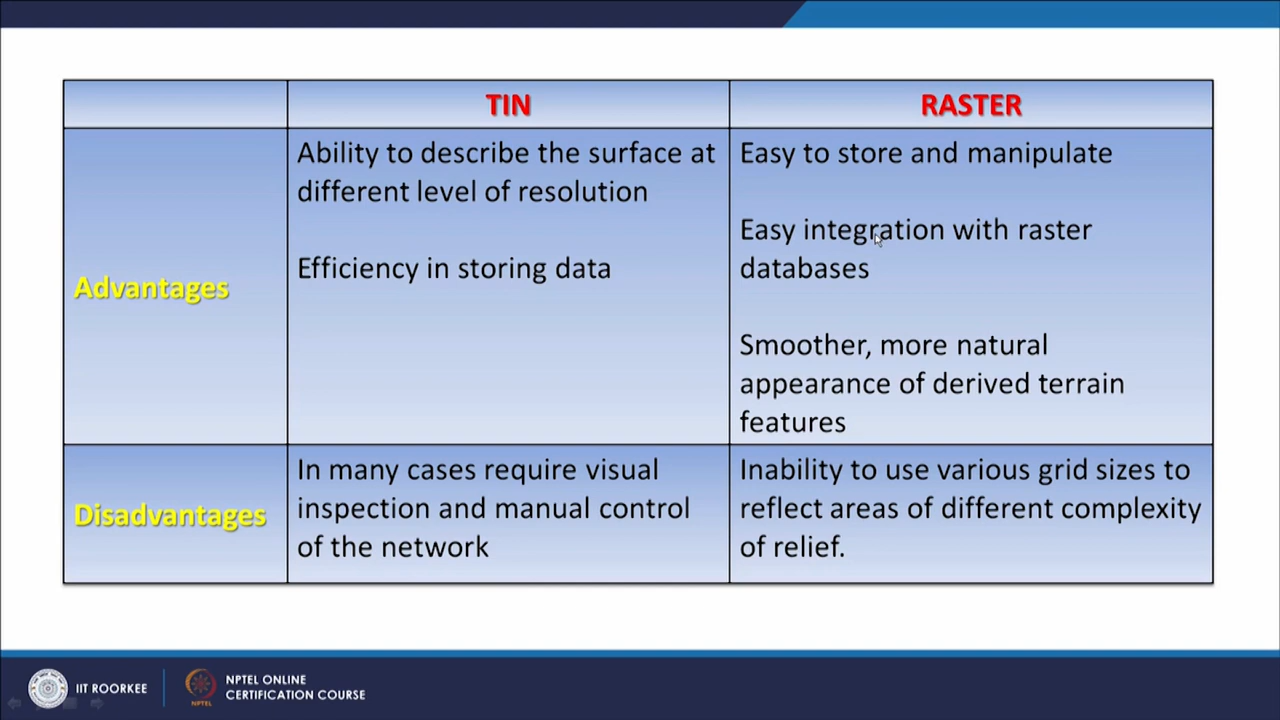 TIN
RASTER
Advantages
Ability to describe the surface at
different level of resolution
Efficiency in storing data
Easy to store and manipulate
Easy integration with raster
databases
Smoother, more natural
appearance of derived terrain
features
Disadvantages
In many cases require visual
inspection and manual control
of the network
Inability to use various grid sizes to
reflect areas of different complexity
of relief.
IIT ROORKEE
NPTEL
NPTEL ONLINE
CERTIFICATION COURSE